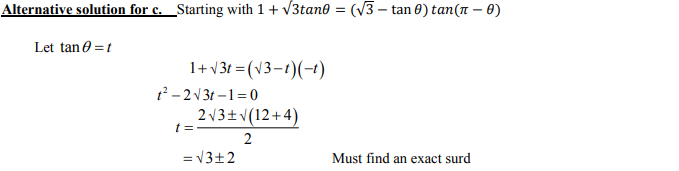 Alternative solution for c. Starting with 1 + √3tanθ = (√3 − tan θ) tan(π − θ)
Let tan θ = t
1+√3t = (√3−t)(−t)
t² − 2√3t − 1 = 0
t = (2√3±√(12+4))/2
= √3±2 Must find an exact surd